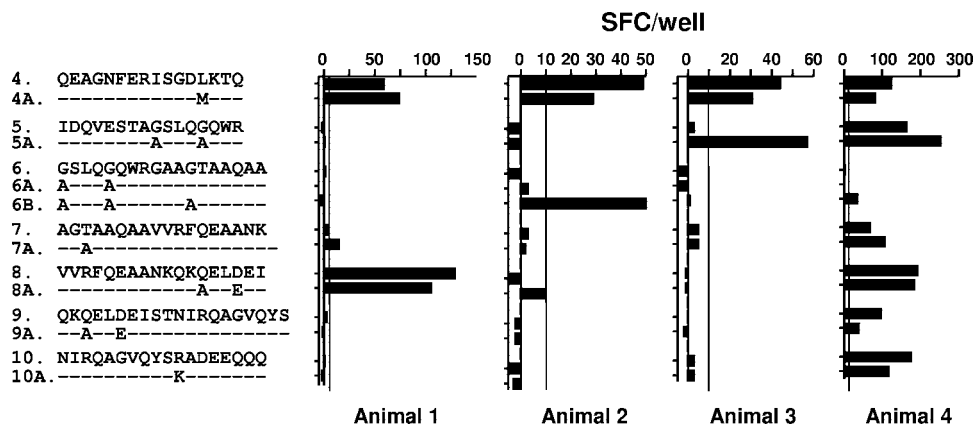 SFC/well
50 100 150
0 10 20 30 40 50
0 20 40 60
0 100 200 300
4. QEAGNFERISGDLKTQ
4A. ------------M---
5. IDQVESTAGSLQGQWR
5A. --------A---A---
6. GSLQGQWRGAAGTAAQAA
6A. A---A-------------
6B. A---A------A------
7. AGTAAQAAVVRFQEAANK
7A. --A----------------
8. VVRFQEAANKQKQELDEI
8A. ------------A--E--
9. QKQELDEISTNIRQAGVQYS
9A. --A--E--------------
10. NIRQAGVQYSRADEEQQQ
10A. ----------K-------
Animal 1 Animal 2 Animal 3 Animal 4